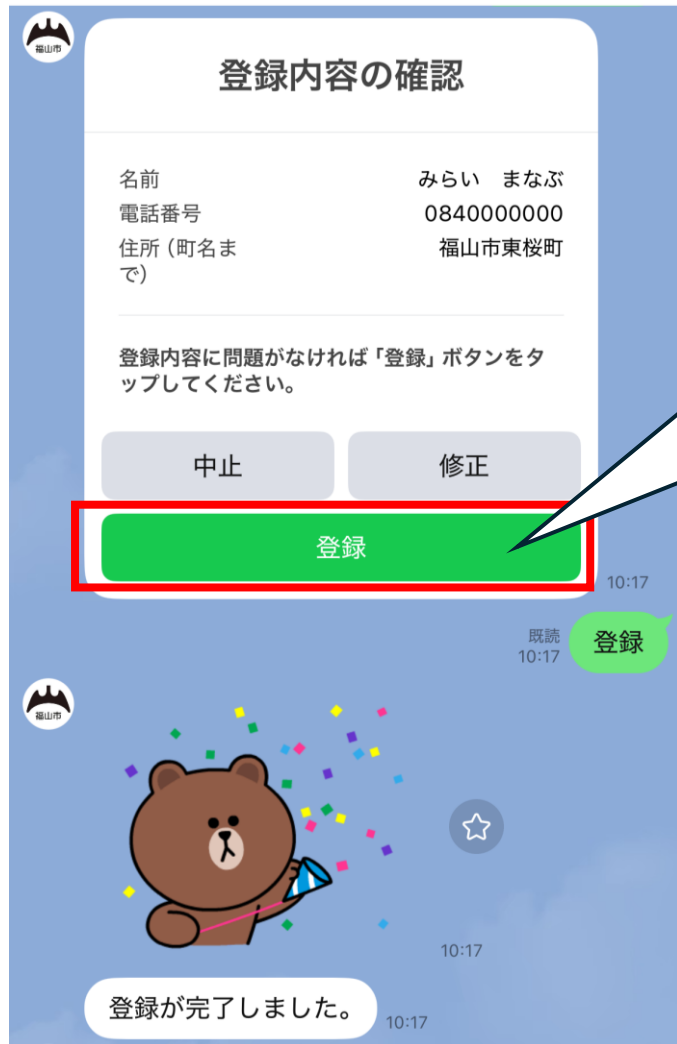 福山市
登録内容の確認
名前 みらい　まなぶ
電話番号 0840000000
住所（町名まで） 福山市東桜町
登録内容に問題がなければ「登録」ボタンをタ
ップしてください。
中止 修正
登録
10:17
既読
10:17
登録
福山市
10:17
登録が完了しました。
10:17